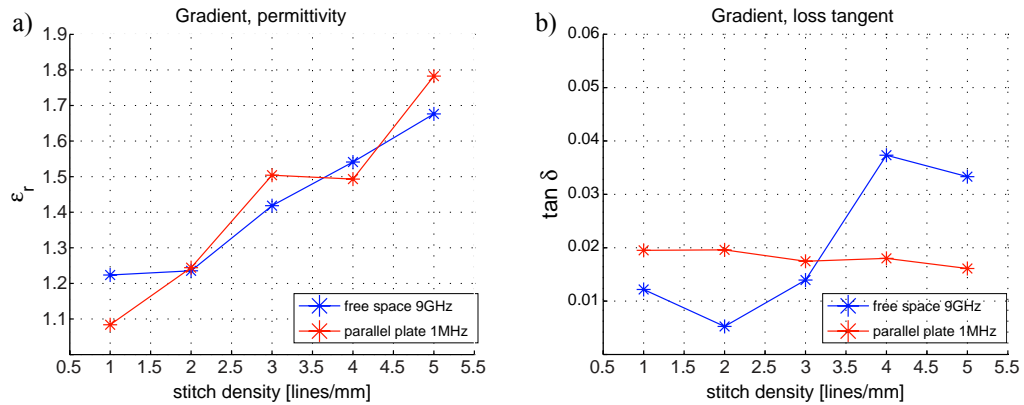 a)
Gradient, permittivity
1.9
1.8
1.7
1.6
1.5
1.4
1.3
1.2
1.1
εr
0.5 1 1.5 2 2.5 3 3.5 4 4.5 5 5.5
stitch density [lines/mm]
free space 9GHz
parallel plate 1MHz
b)
Gradient, loss tangent
0.06
0.05
0.04
0.03
0.02
0.01
tan δ
0.5 1 1.5 2 2.5 3 3.5 4 4.5 5 5.5
stitch density [lines/mm]
free space 9GHz
parallel plate 1MHz